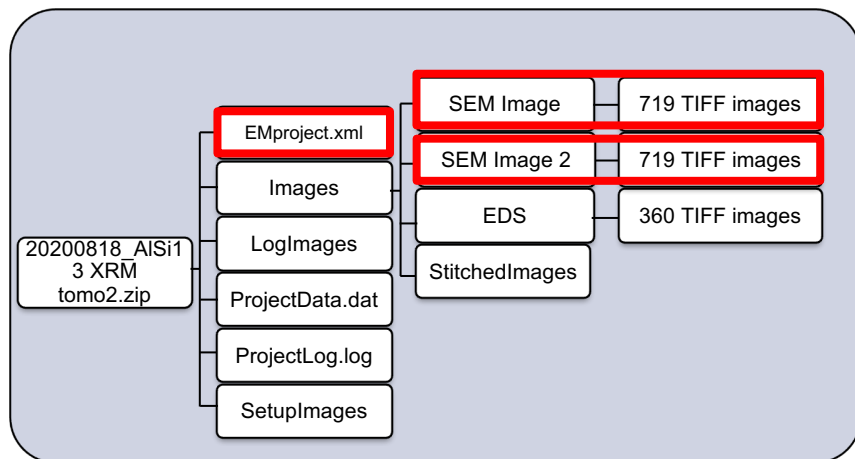 SEM Image
719 TIFF images
EMproject.xml
SEM Image 2
719 TIFF images
Images
EDS
360 TIFF images
20200818_AlSi1
3 XRM
tomo2.zip
LogImages
StitchedImages
ProjectData.dat
ProjectLog.log
SetupImages